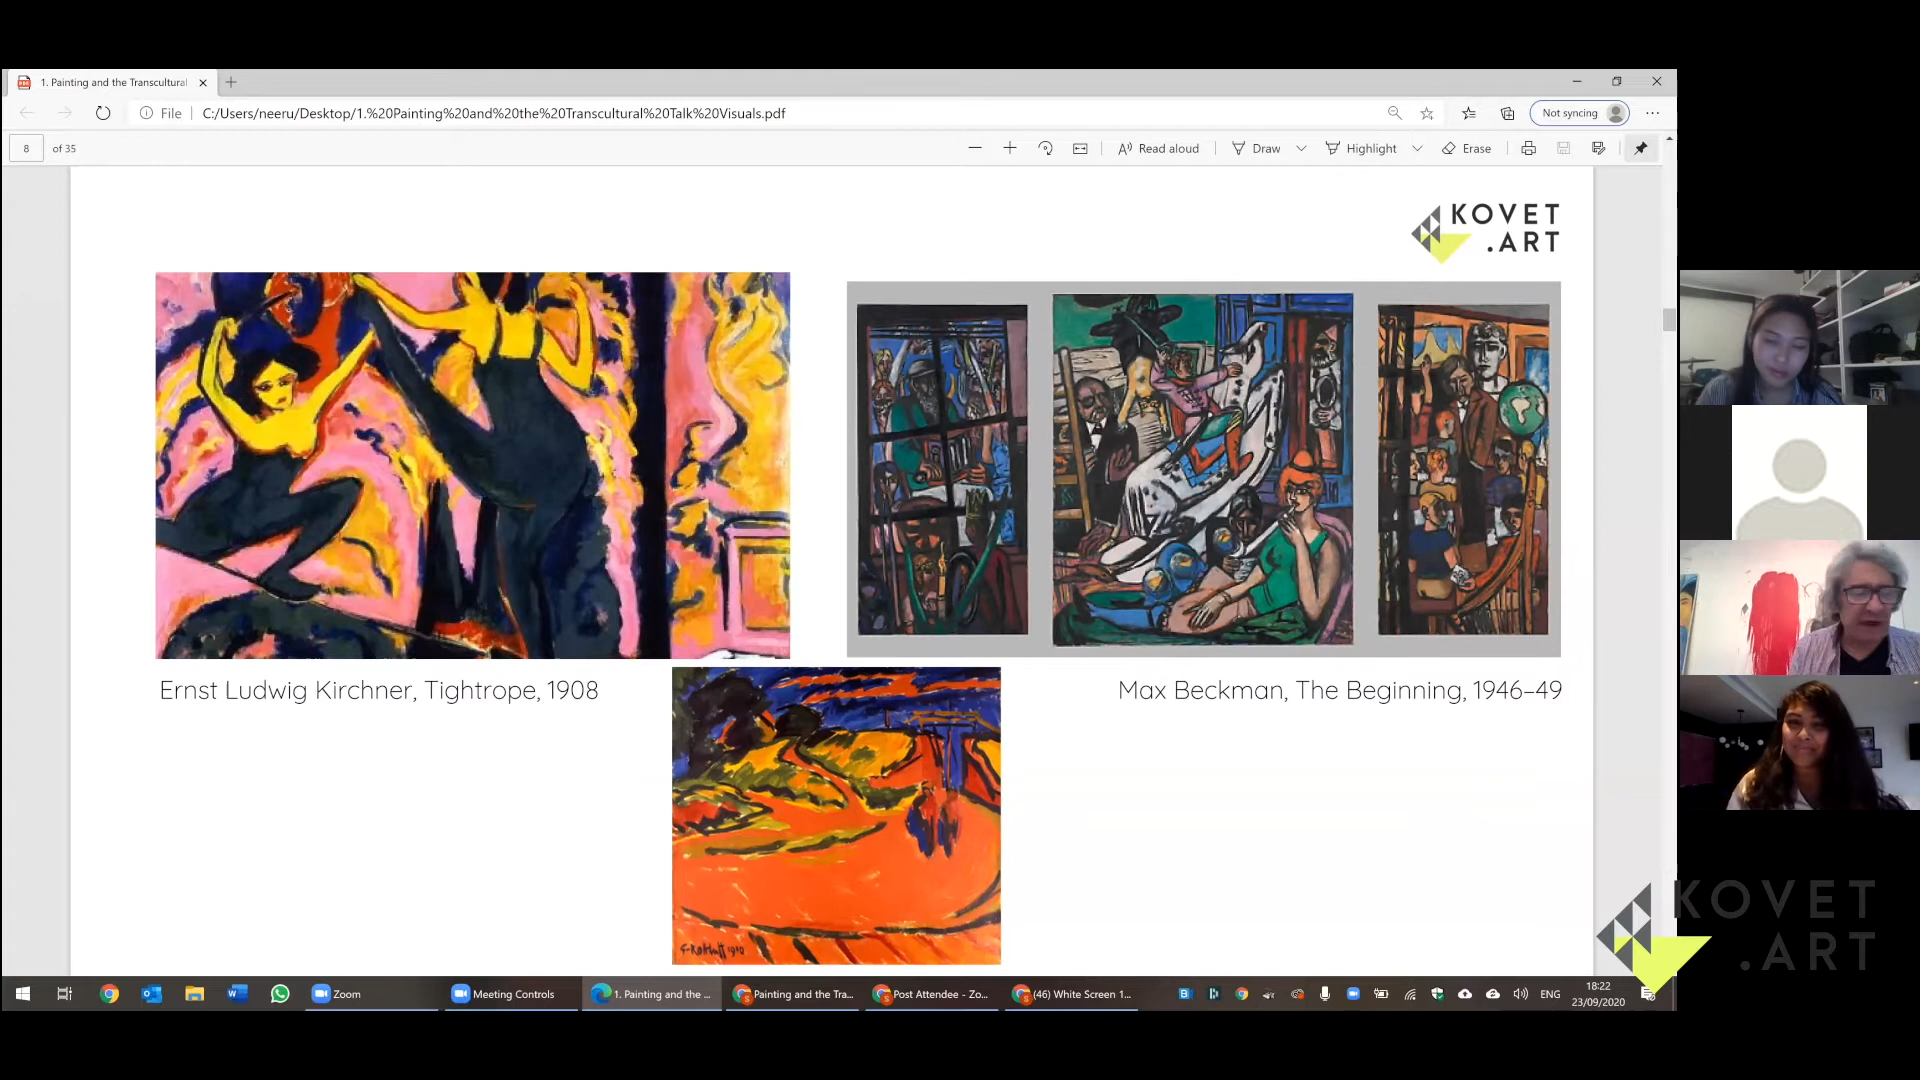 1. Painting and the Transcultural
File
C:/Users/neeru/Desktop/1.%20Painting%20and%20the%20Transcultural%20Talk%20Visuals.pdf
Not syncing
8 of 35
Read aloud
Draw
Highlight
Erase
KOVET
.ART
Ernst Ludwig Kirchner, Tightrope, 1908
Max Beckman, The Beginning, 1946–49
1910
KOVET
.ART
Zoom
Meeting Controls
1. Painting and the ...
Painting and the Tra...
Post Attendee - Zo...
(46) White Screen 1...
ENG
18:22
23/09/2020